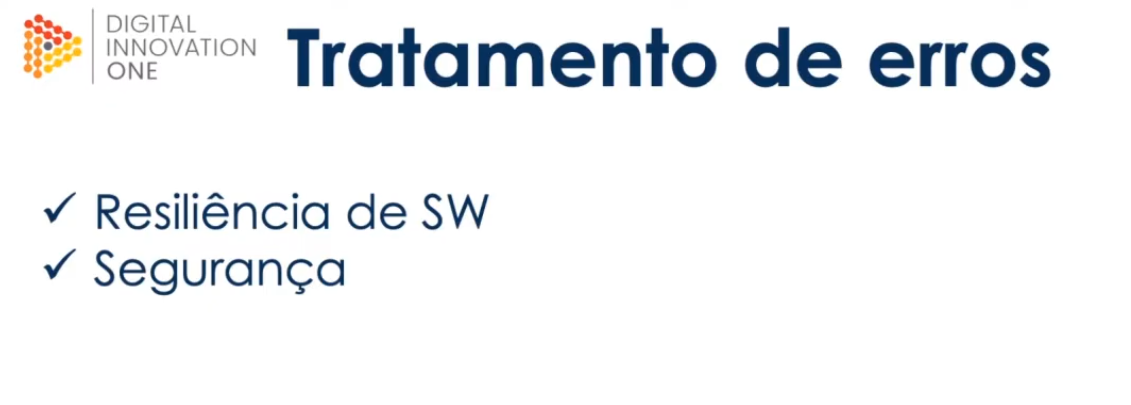 DIGITAL
INNOVATION
ONE
Tratamento de erros
✓ Resiliência de SW
✓ Segurança